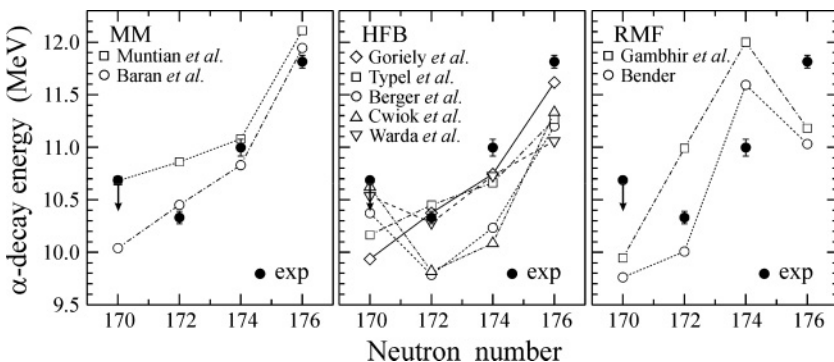 α-decay energy (MeV)
12.0
11.5
11.0
10.5
10.0
9.5
MM
Muntian et al.
Baran et al.
exp
170 172 174 176
HFB
Goriely et al.
Typel et al.
Berger et al.
Cwiok et al.
Warda et al.
exp
170 172 174 176
RMF
Gambhir et al.
Bender
exp
170 172 174 176
Neutron number